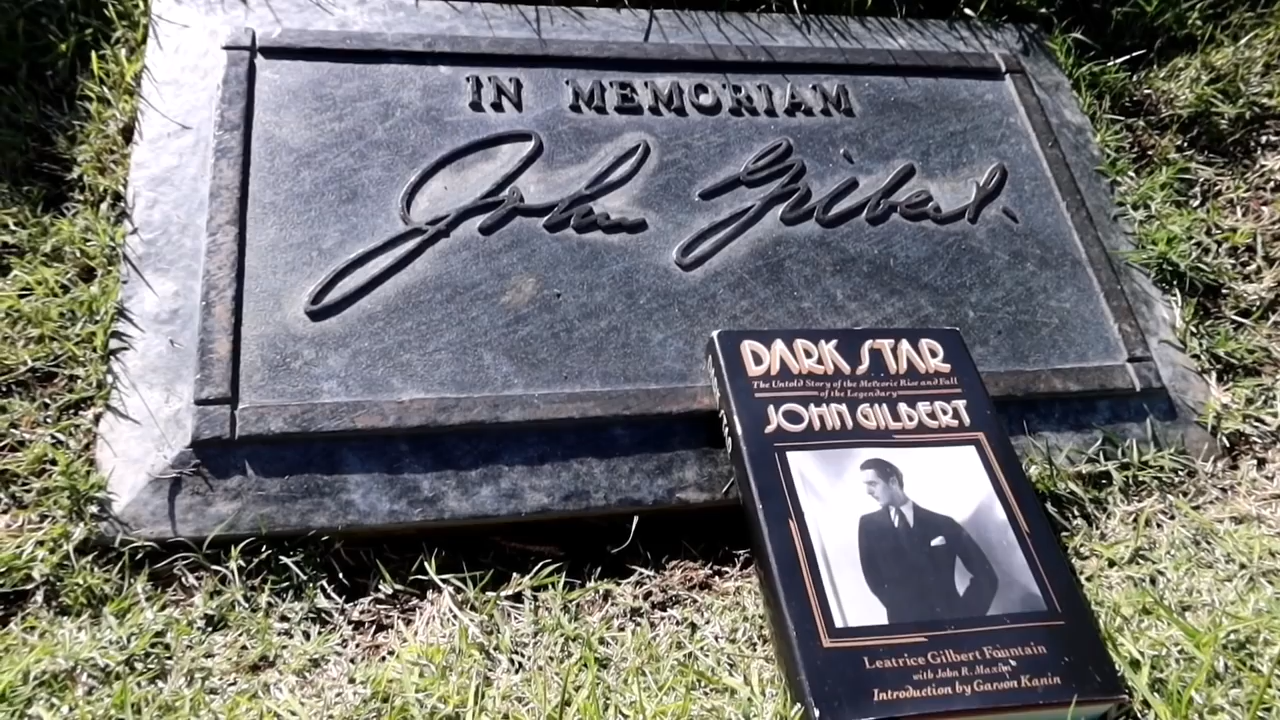 IN MEMORIAM
John Gilbert.
DARK STAR
The Untold Story of the Meteoric Rise and Fall
of the Legendary
JOHN GILBERT
Leatrice Gilbert Fountain
with John R. Maxim
Introduction by Garson Kanin